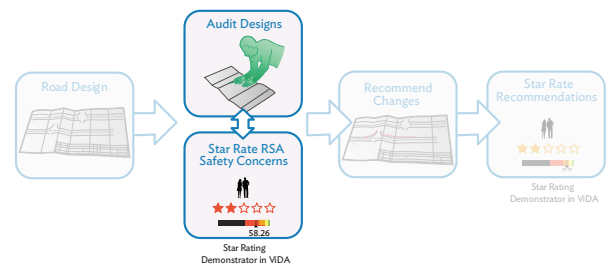 Road Design
Audit Designs
Star Rate RSA
Safety Concerns
58.26
Star Rating
Demonstrator in ViDA
Recommend
Changes
Star Rate
Recommendations
Star Rating
Demonstrator in ViDA